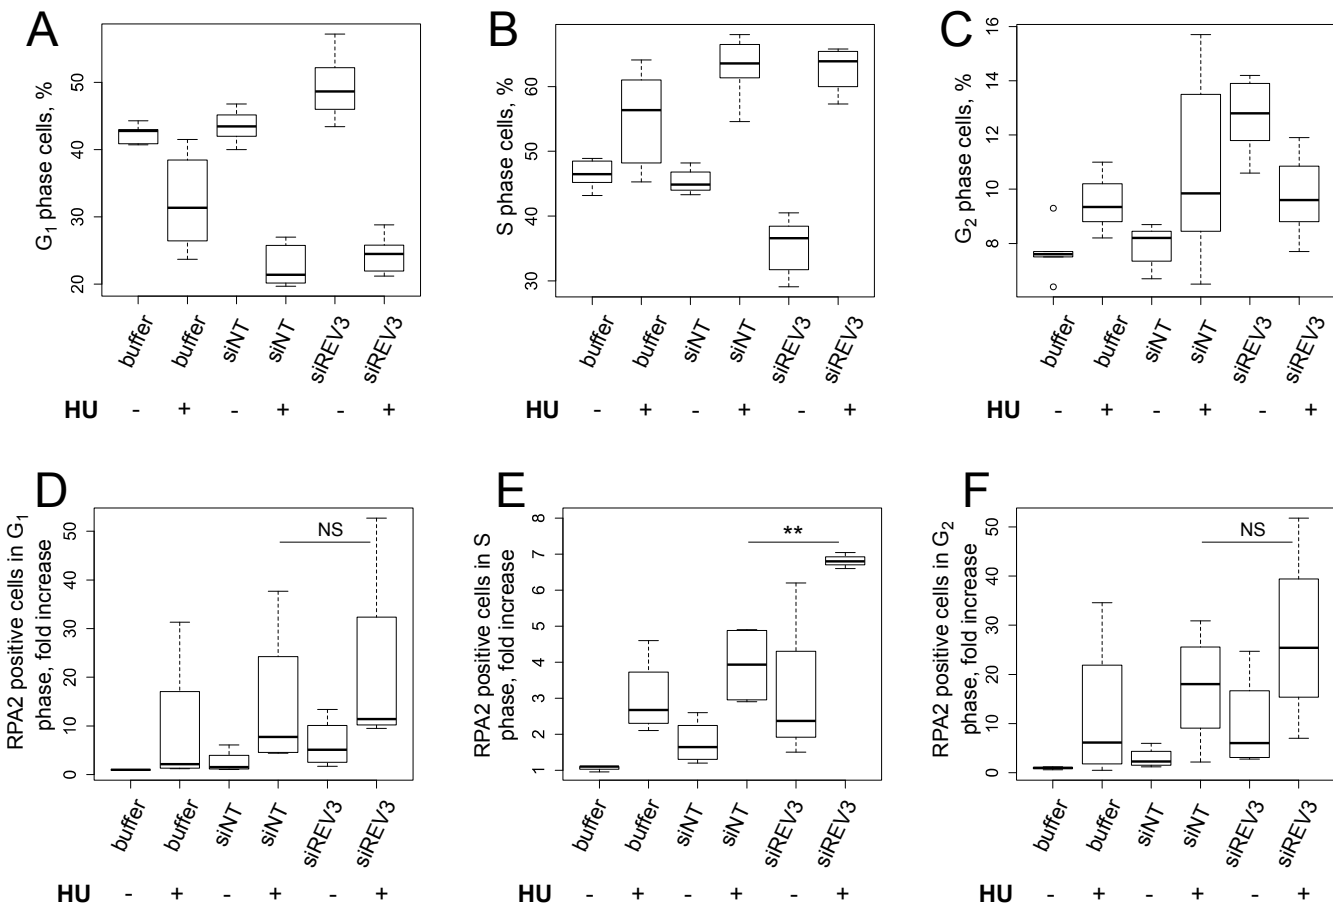 A
G1 phase cells, %
50
40
30
20
buffer
buffer
siNT
siNT
siREV3
siREV3
HU - + - + - +
B
S phase cells, %
60
50
40
30
buffer
buffer
siNT
siNT
siREV3
siREV3
HU - + - + - +
C
G2 phase cells, %
16
14
12
10
8
buffer
buffer
siNT
siNT
siREV3
siREV3
HU - + - + - +
D
RPA2 positive cells in G1
phase, fold increase
50
40
30
20
10
0
NS
buffer
buffer
siNT
siNT
siREV3
siREV3
HU - + - + - +
E
RPA2 positive cells in S
phase, fold increase
8
7
6
5
4
3
2
1
**
buffer
buffer
siNT
siNT
siREV3
siREV3
HU - + - + - +
F
RPA2 positive cells in G2
phase, fold increase
50
40
30
20
10
0
NS
buffer
buffer
siNT
siNT
siREV3
siREV3
HU - + - + - +